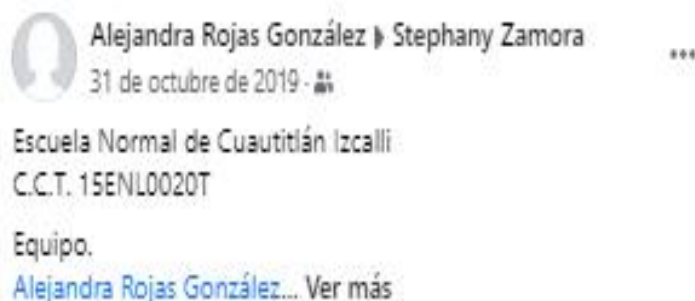 Alejandra Rojas González ▸ Stephany Zamora
31 de octubre de 2019 ·
Escuela Normal de Cuautitlán Izcalli
C.C.T. 15ENL0020T
Equipo.
Alejandra Rojas González... Ver más